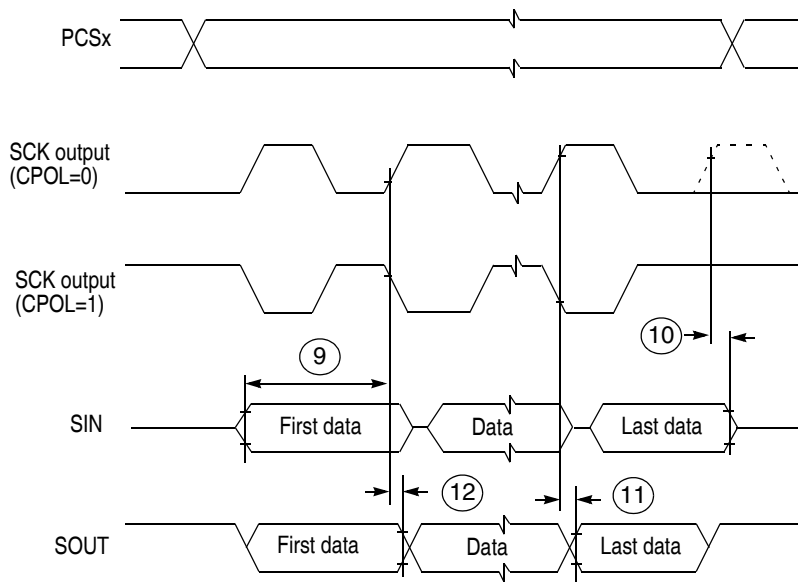 PCSx
SCK output
(CPOL=0)
SCK output
(CPOL=1)
10
9
SIN
First data
Data
Last data
12
11
SOUT
First data
Data
Last data